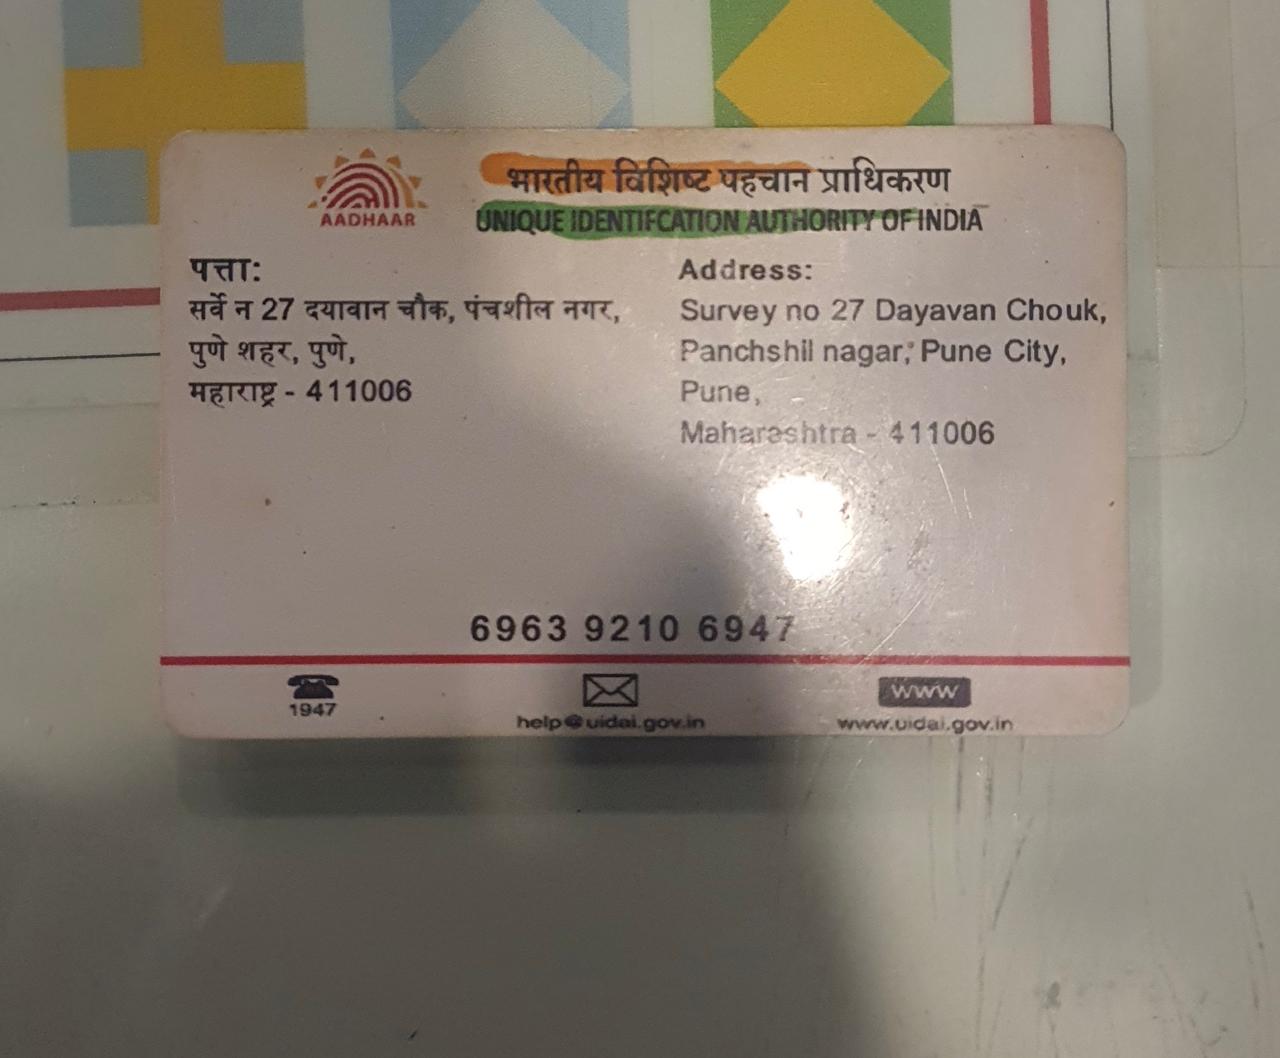 AADHAAR
भारतीय विशिष्ट पहचान प्राधिकरण
UNIQUE IDENTIFCATION AUTHORITY OF INDIA
पत्ता:
सर्वे न 27 दयावान चौक, पंचशील नगर,
पुणे शहर, पुणे,
महाराष्ट्र - 411006
Address:
Survey no 27 Dayavan Chouk,
Panchshil nagar, Pune City,
Pune,
Maharashtra - 411006
6963 9210 6947
1947
help@uidai.gov.in
www
www.uidai.gov.in